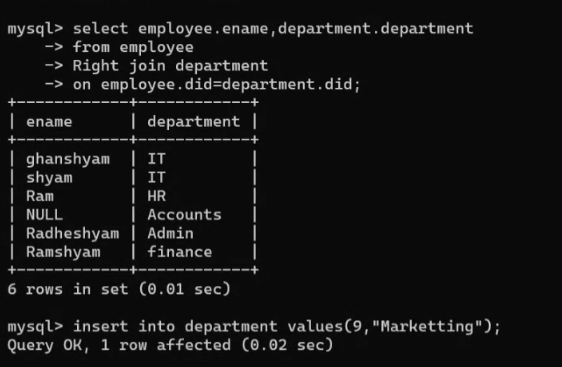 mysql> select employee.ename,department.department
    -> from employee
    -> Right join department
    -> on employee.did=department.did;
+------------+------------+
| ename      | department |
+------------+------------+
| ghanshyam  | IT         |
| shyam      | IT         |
| Ram        | HR         |
| NULL       | Accounts   |
| Radheshyam | Admin      |
| Ramshyam   | finance    |
+------------+------------+
6 rows in set (0.01 sec)
mysql> insert into department values(9,"Marketting");
Query OK, 1 row affected (0.02 sec)